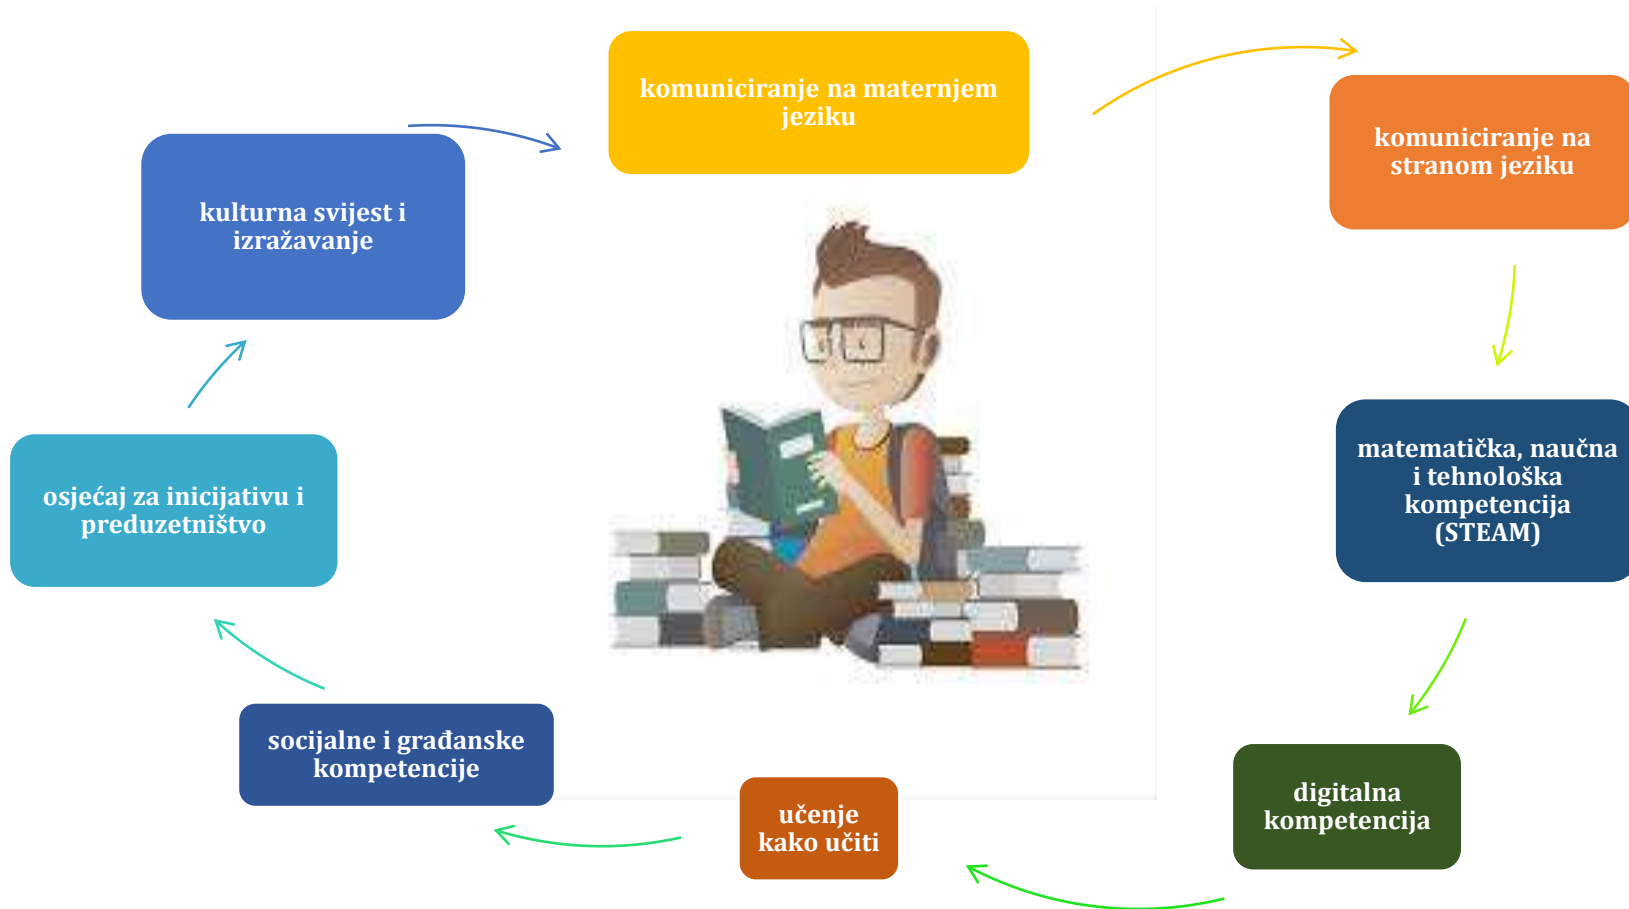 komuniciranje na maternjem
jeziku
komuniciranje na
stranom jeziku
matematička, naučna
i tehnološka
kompetencija
(STEAM)
digitalna
kompetencija
učenje
kako učiti
socijalne i građanske
kompetencije
osjećaj za inicijativu i
preduzetništvo
kulturna svijest i
izražavanje